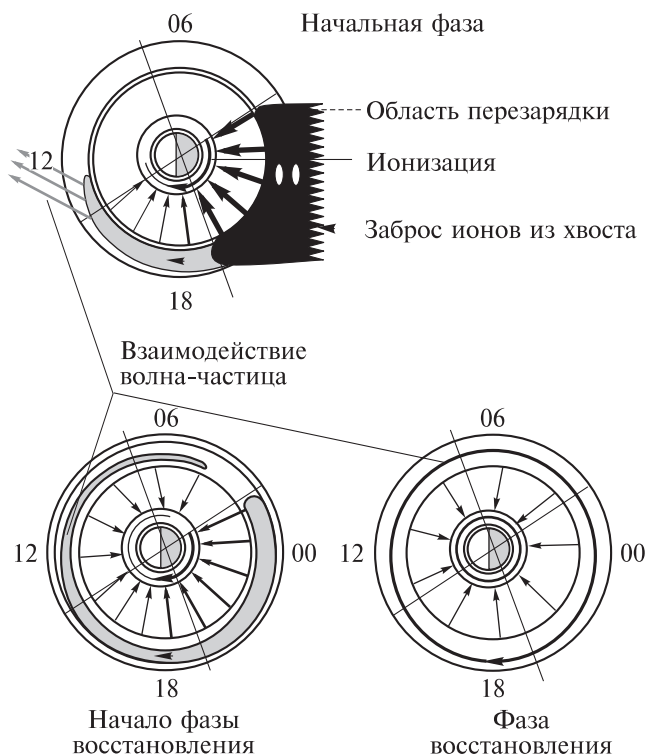 06
Начальная фаза
Область перезарядки
12
Ионизация
Заброс ионов из хвоста
18
Взаимодействие
волна-частица
06
06
12
00
12
00
18
18
Начало фазы
восстановления
Фаза
восстановления